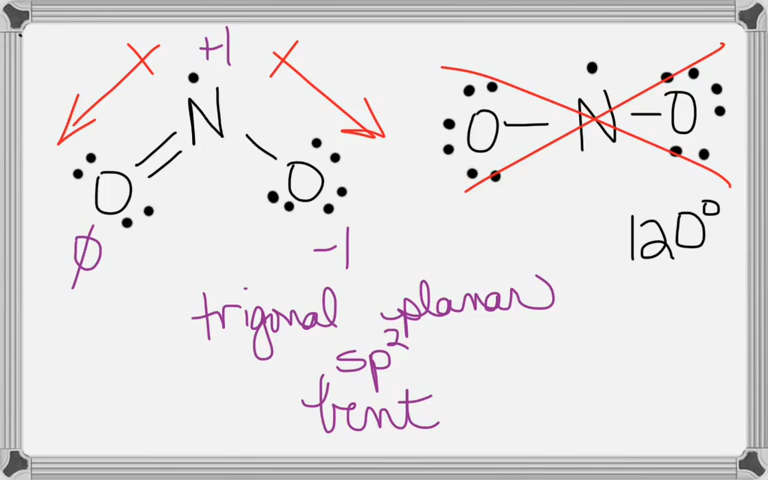 +1
N
O
O
O – N – O
Ø
-1
120°
trigonal planar
sp²
bent